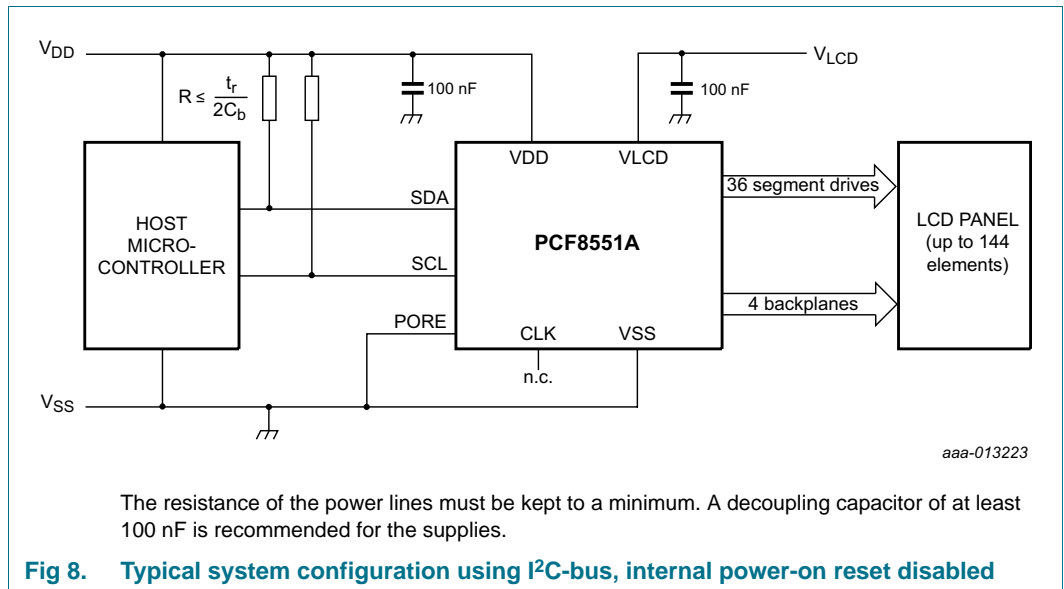 VDD
VLCD
R ≤ tr
2Cb
100 nF
100 nF
VDD
VLCD
HOST
MICRO-
CONTROLLER
SDA
SCL
PORE
PCF8551A
CLK
VSS
n.c.
36 segment drives
4 backplanes
LCD PANEL
(up to 144
elements)
VSS
aaa-013223
The resistance of the power lines must be kept to a minimum. A decoupling capacitor of at least
100 nF is recommended for the supplies.
Fig 8. Typical system configuration using I²C-bus, internal power-on reset disabled